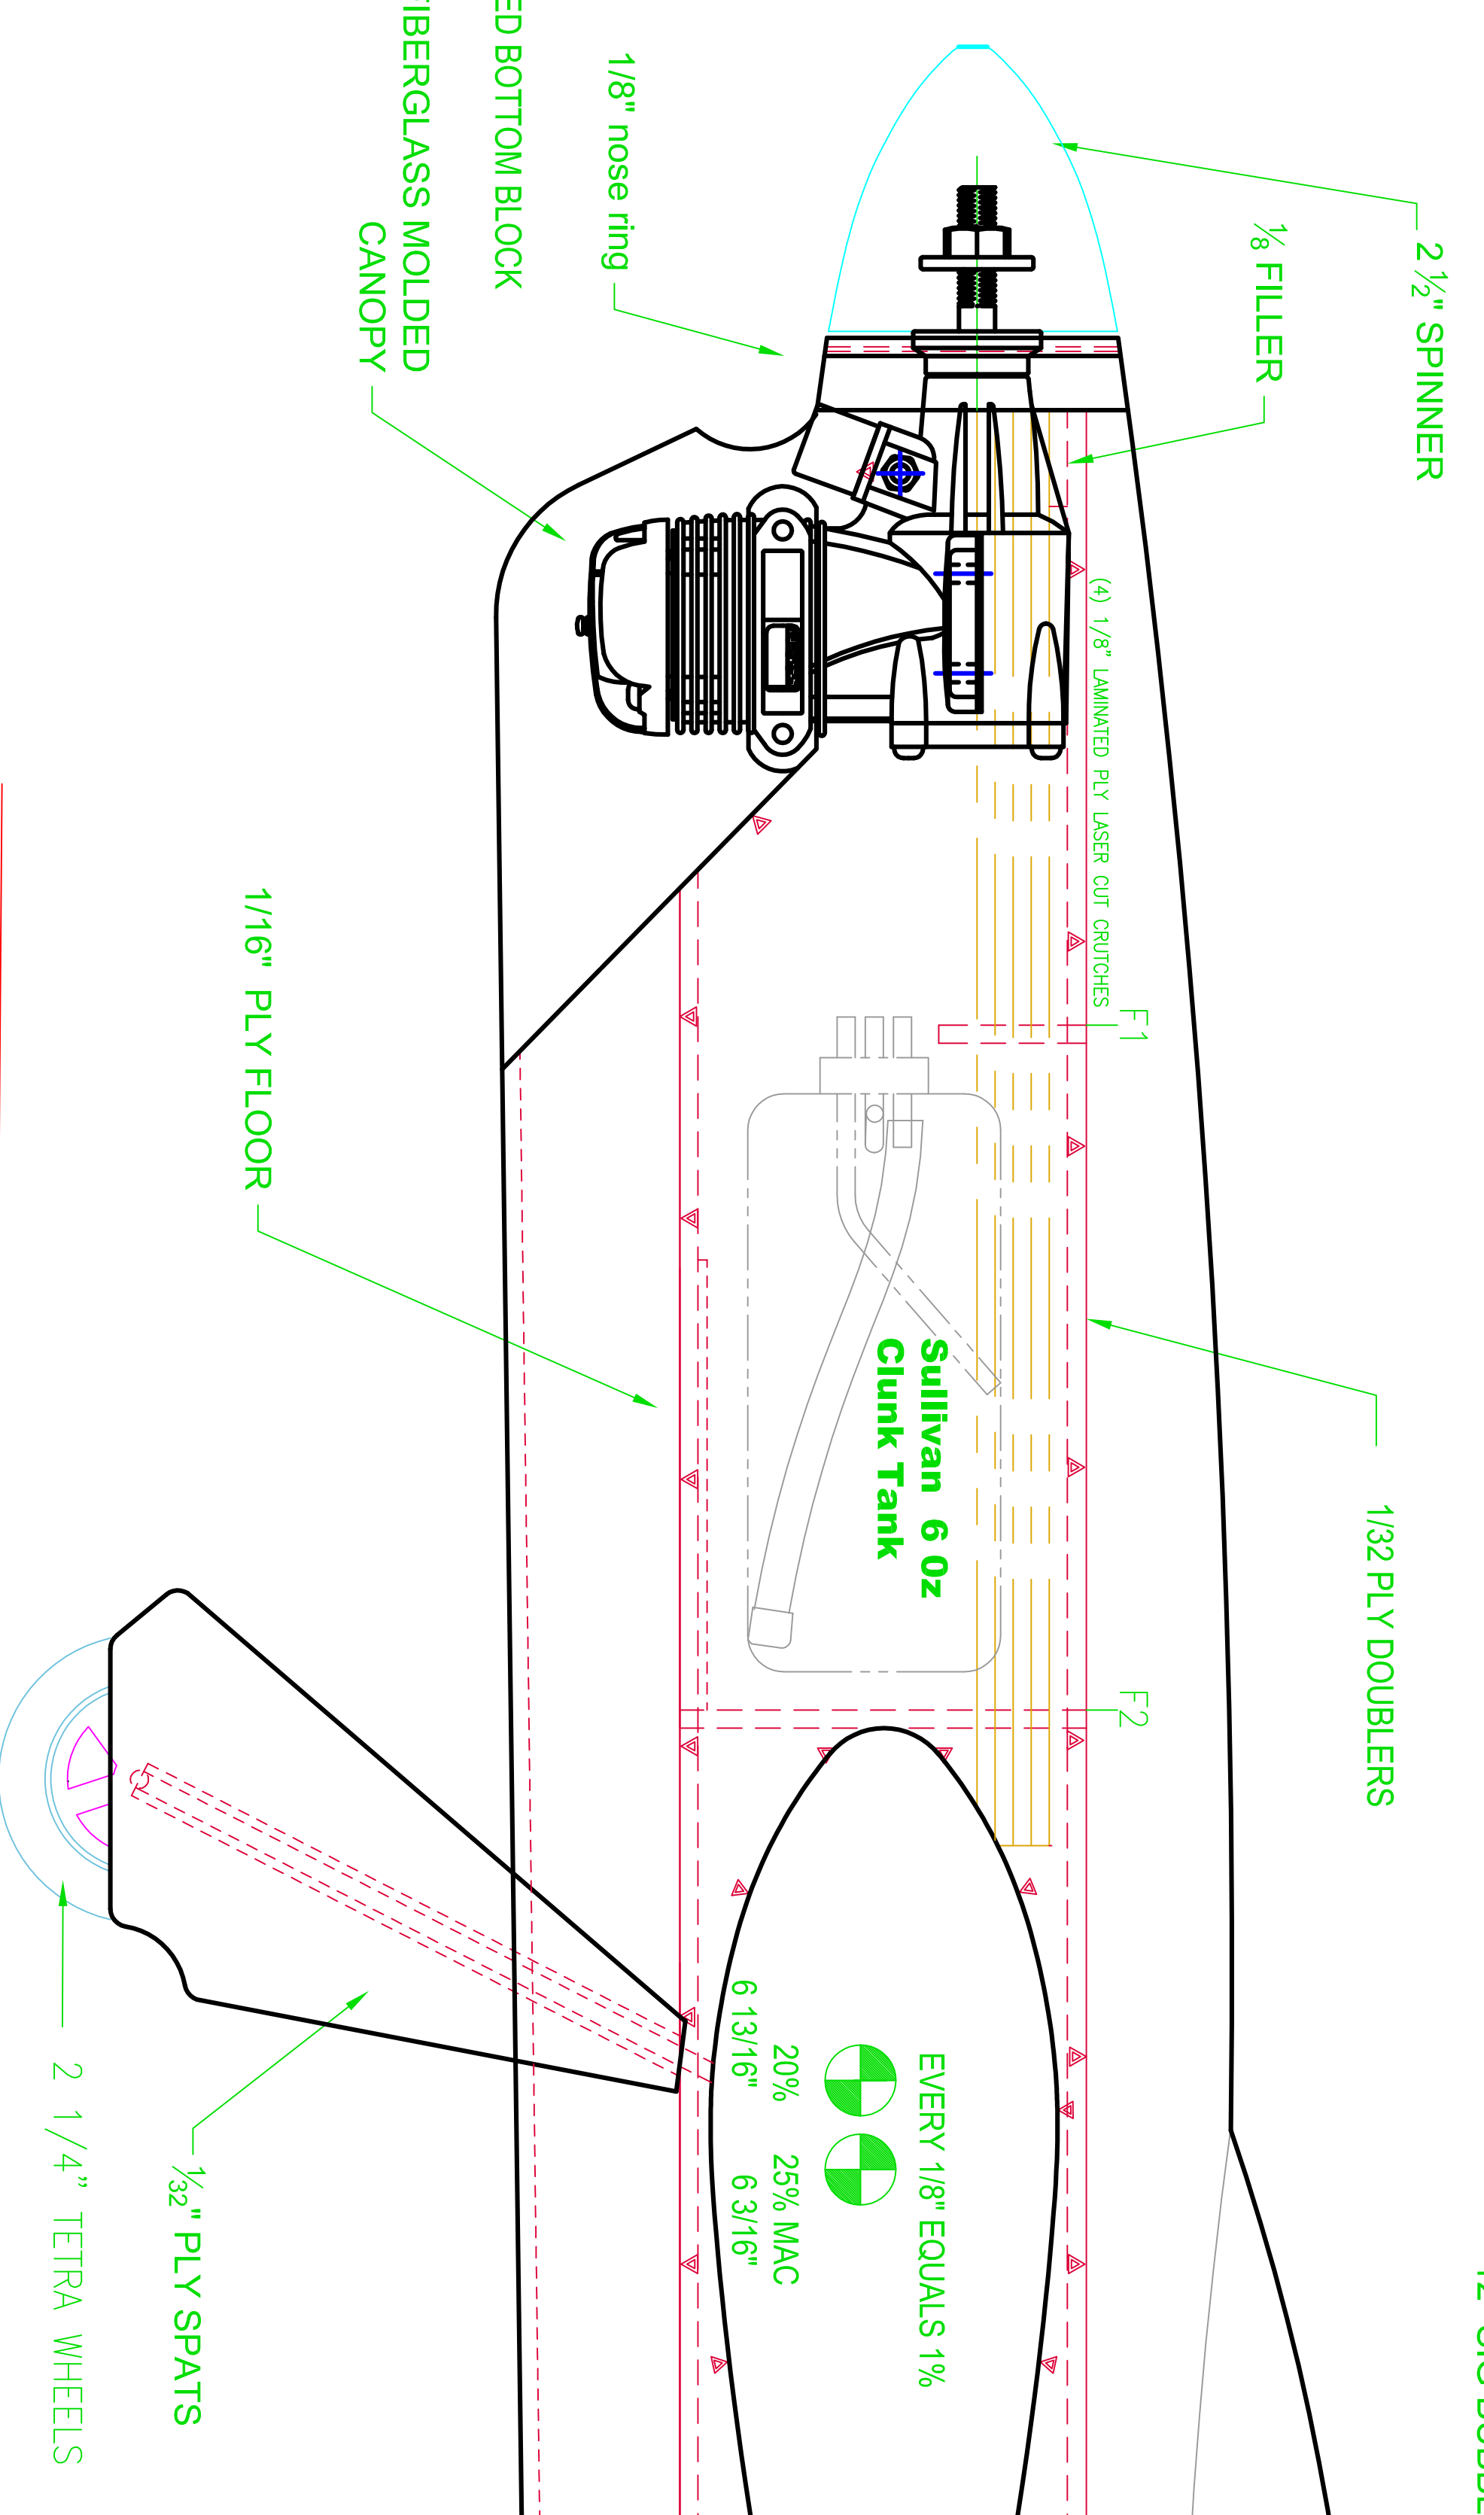 2 ½" SPINNER
⅛ FILLER
1/8" nose ring
BOTTOM BLOCK
FIBERGLASS MOLDED
CANOPY
(4) 1/8" LAMINATED PLY LASER CUT CRUTCHES
F1
1/32 PLY DOUBLERS
Sullivan 6 Oz
Clunk Tank
1/16" PLY FLOOR
F2
EVERY 1/8" EQUALS 1%
20% 25% MAC
6 13/16" 6 3/16"
1/32" PLY SPATS
2 1/4" TETRA WHEELS